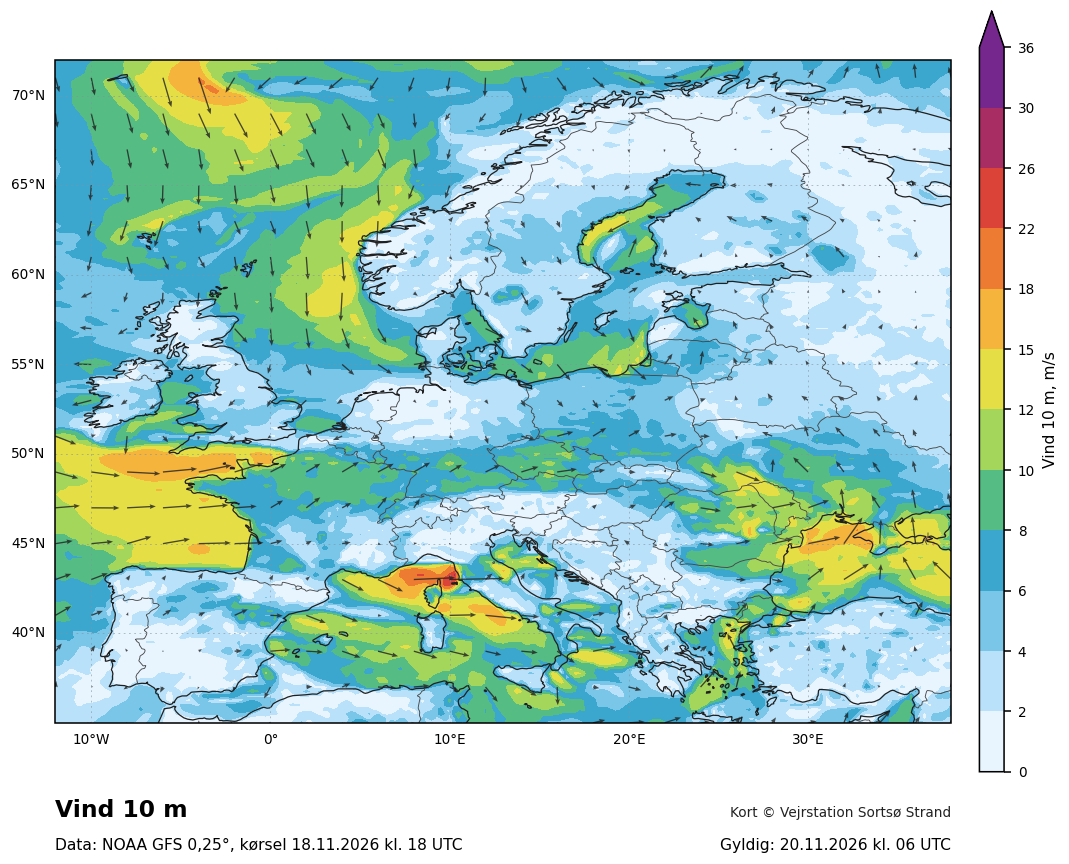 36
30
26
22
18
15
12
10
8
6
4
2
0
Vind 10 m, m/s
70°N
65°N
60°N
55°N
50°N
45°N
40°N
10°W
0°
10°E
20°E
30°E
Vind 10 m
Kort © Vejrstation Sortsø Strand
Data: NOAA GFS 0,25°, kørsel 18.11.2026 kl. 18 UTC
Gyldig: 20.11.2026 kl. 06 UTC